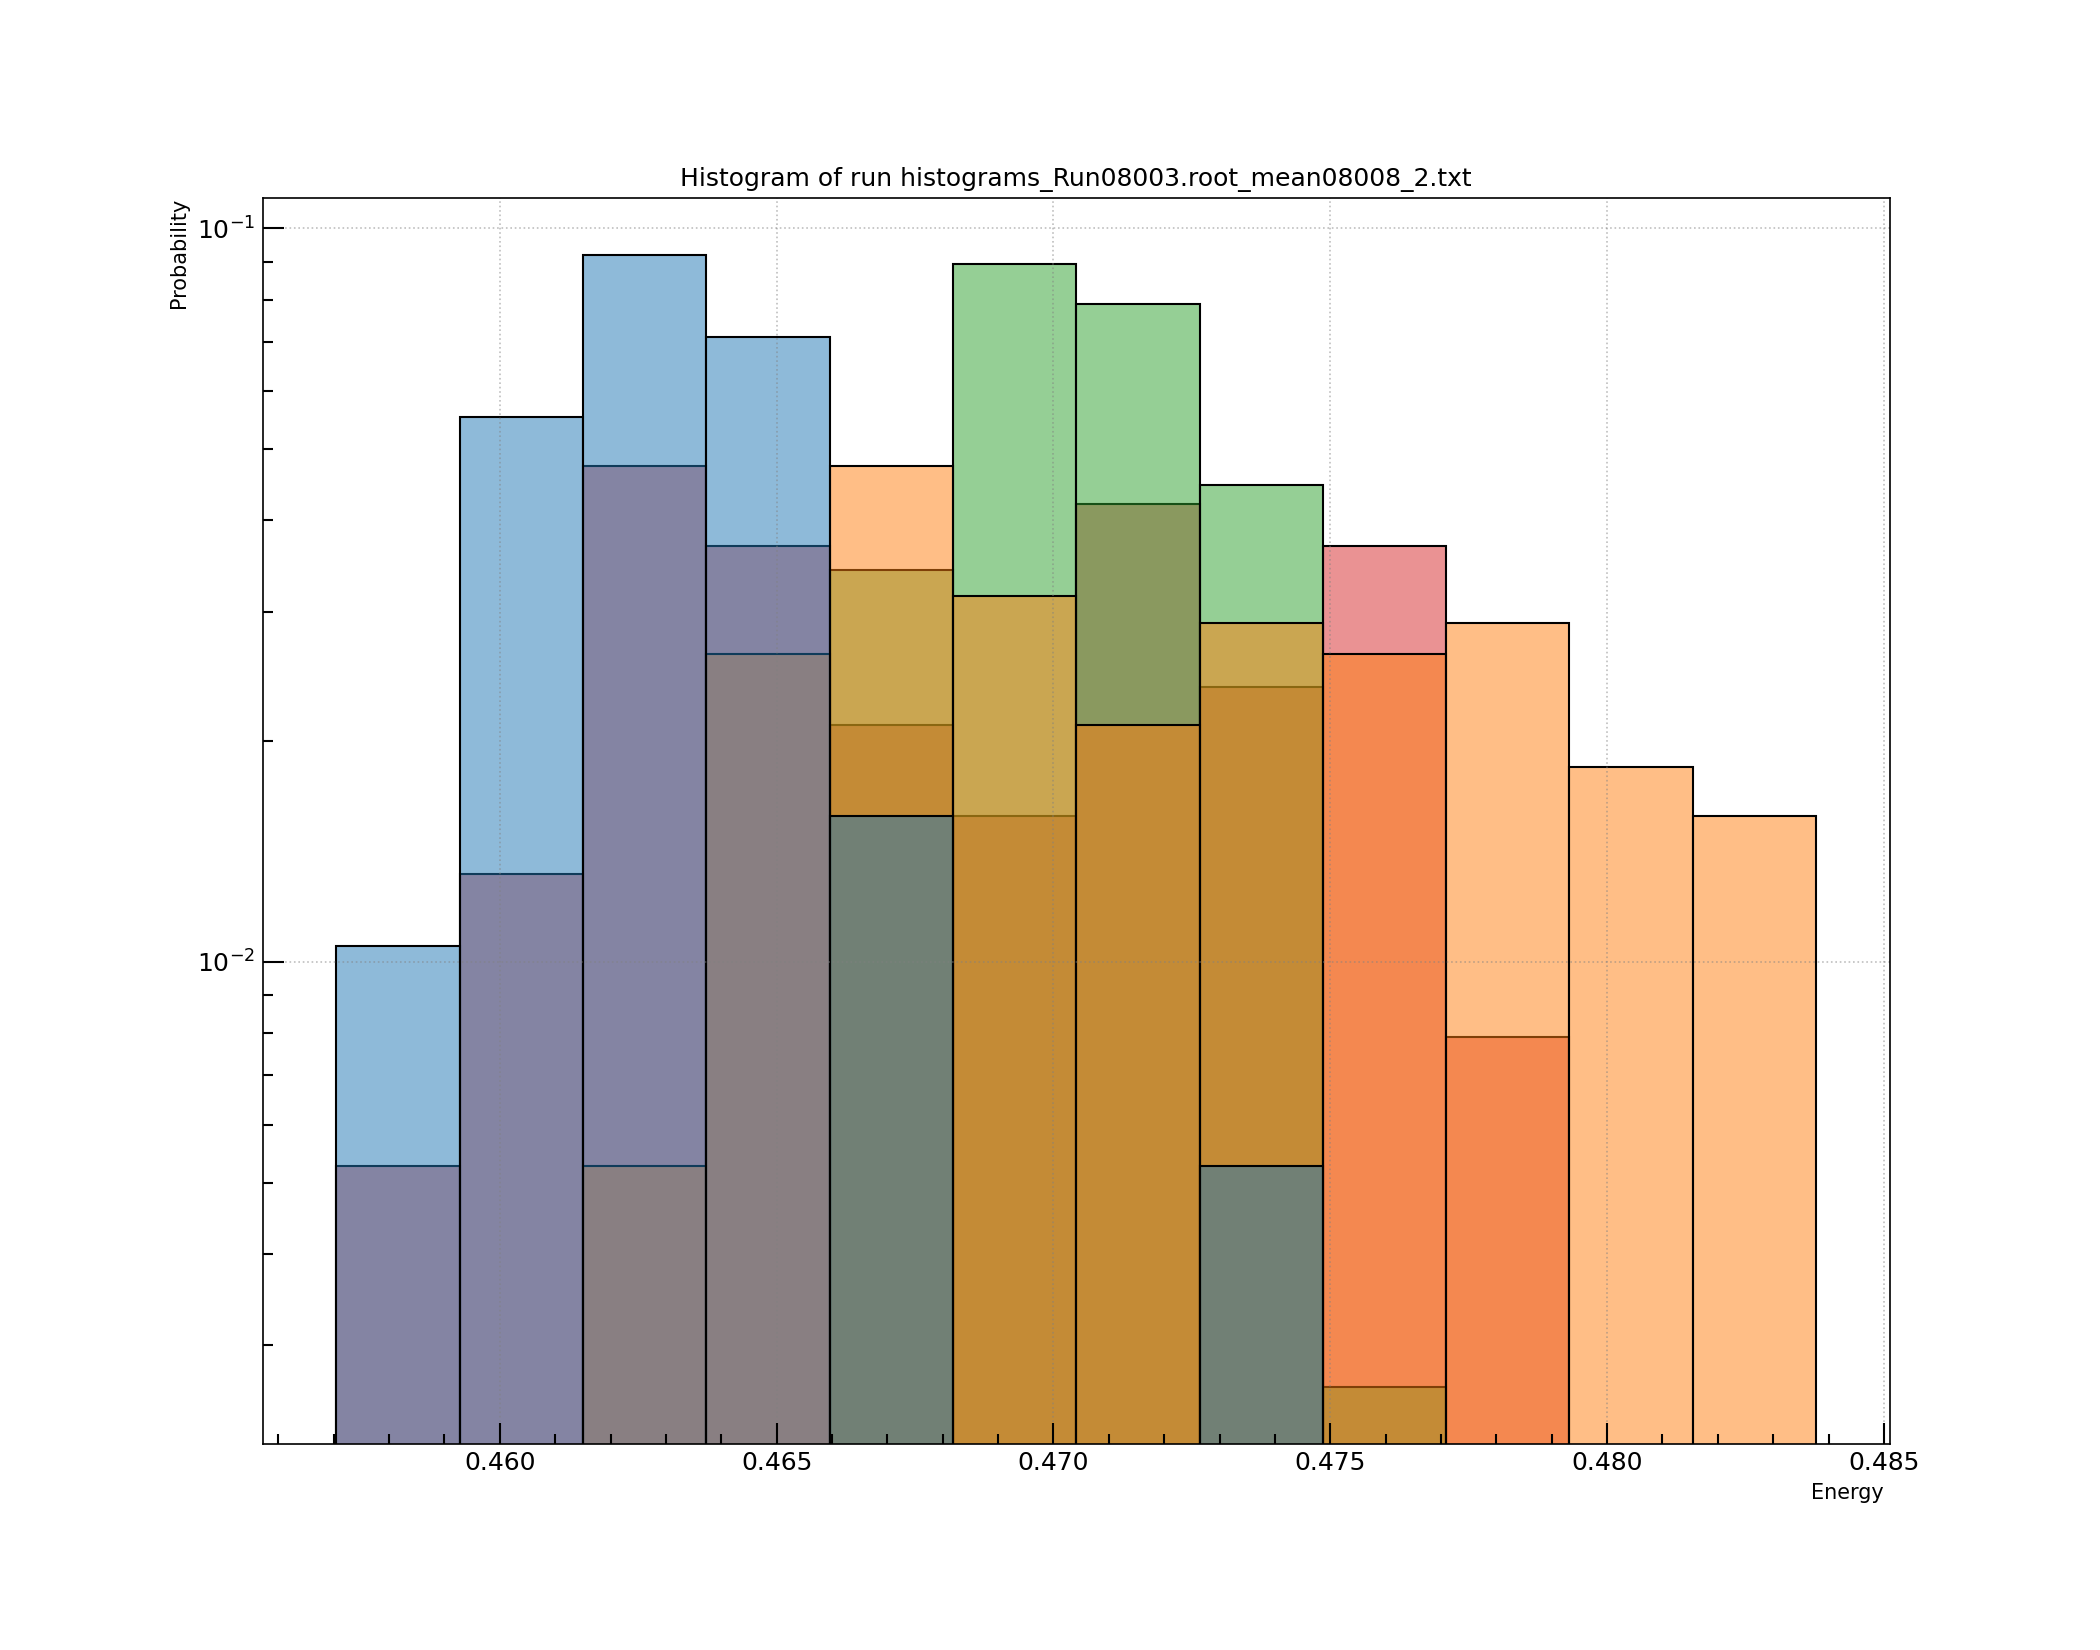 Histogram of run histograms_Run08003.root_mean08008_2.txt
Probability
10⁻¹
10⁻²
0.460 0.465 0.470 0.475 0.480 0.485
Energy